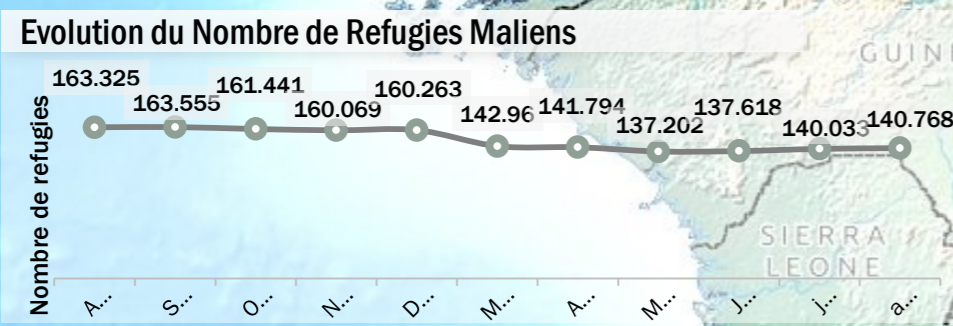 Evolution du Nombre de Refugies Maliens
GUIN
163.325
163.555
161.441
160.069
160.263
142.96
141.794
137.202
137.618
140.033
140.768
Nombre de refugies
SIERRA
LEONE
A...
S...
O...
N...
D...
M...
A...
M...
J...
j...
a...